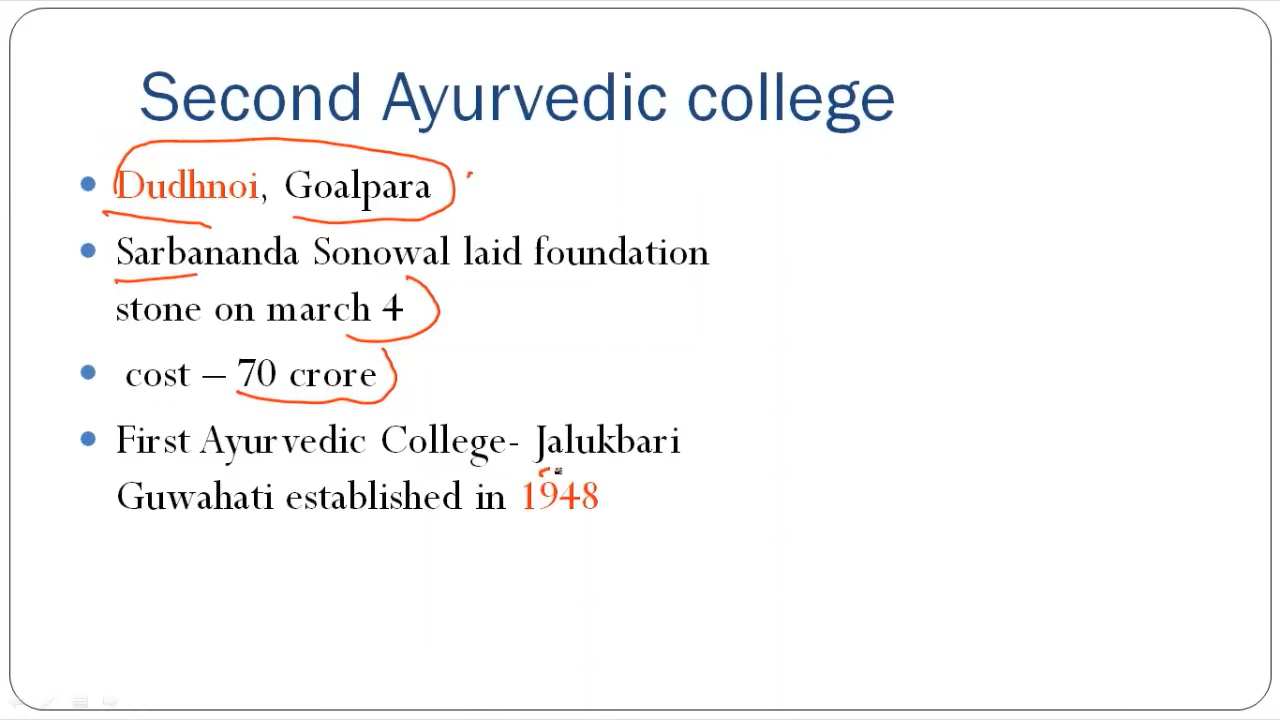 Second Ayurvedic college
Dudhnoi, Goalpara
Sarbananda Sonowal laid foundation
stone on march 4
cost – 70 crore
First Ayurvedic College- Jalukbari
Guwahati established in 1948